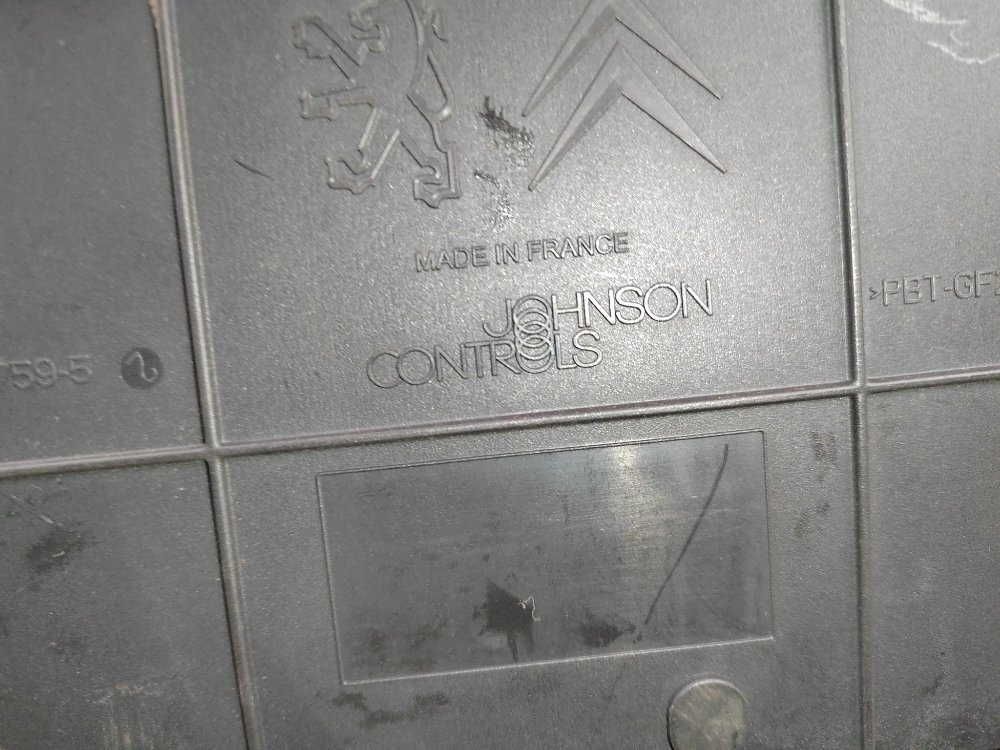 MADE IN FRANCE
JOHNSON
CONTROLS
>PBT-GF
59-5